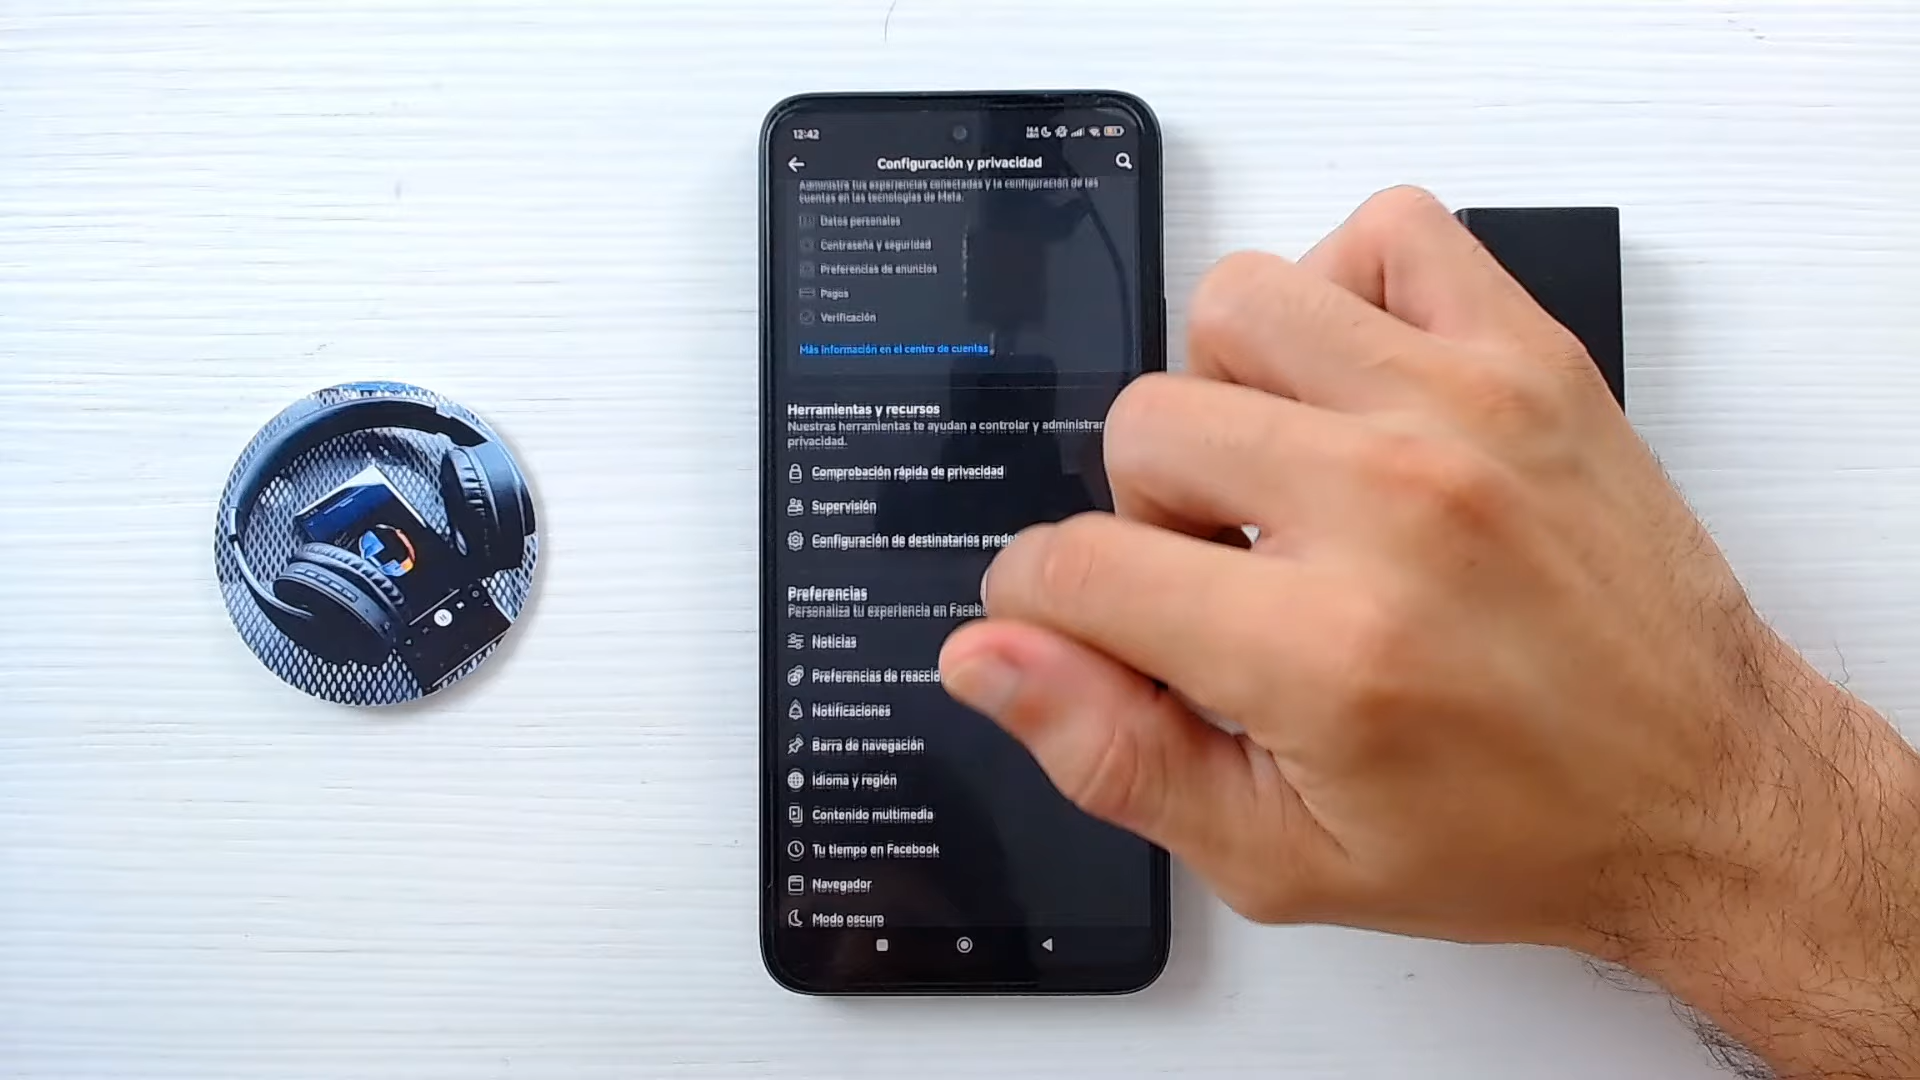 12:42
Configuración y privacidad
Administra tus experiencias conectadas y la configuración de las
cuentas en las tecnologías de Meta.
Datos personales
Contraseña y seguridad
Preferencias de anuncios
Pagos
Verificación
Más información en el centro de cuentas
Herramientas y recursos
Nuestras herramientas te ayudan a controlar y administrar
privacidad.
Comprobación rápida de privacidad
Supervisión
Configuración de destinatarios
Preferencias
Personaliza tu experiencia en
Noticias
Preferencias de
Notificaciones
Barra de navegación
Idioma y región
Contenido multimedia
Tu tiempo en Facebook
Navegador
Modo oscuro